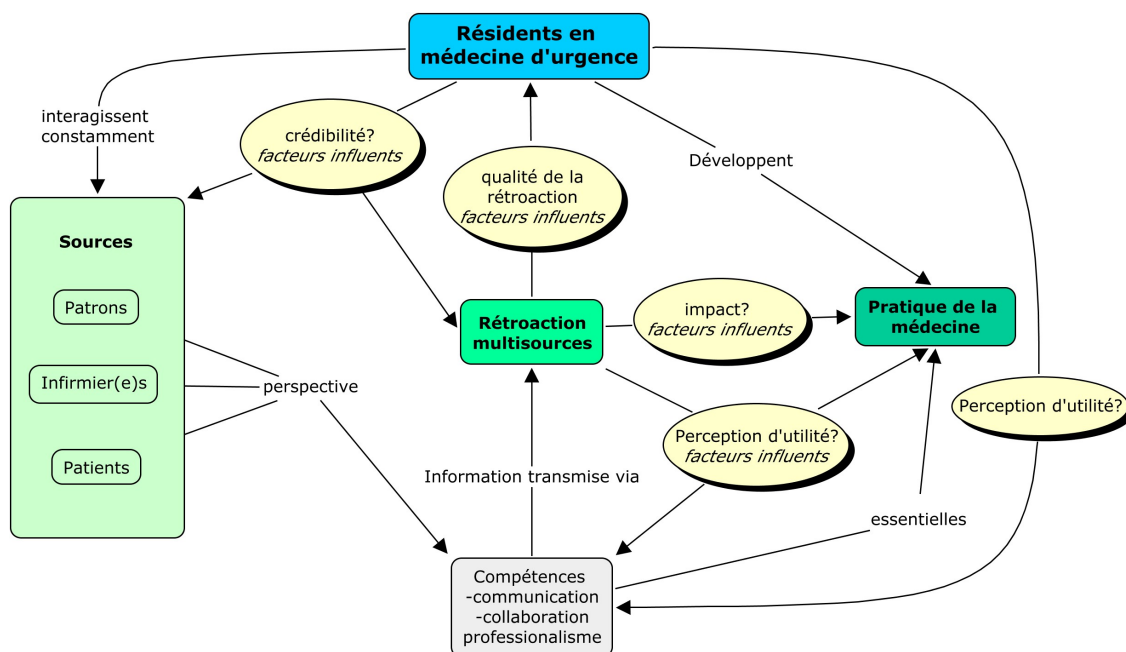 Résidents en
médecine d'urgence
interagissent
constamment
crédibilité?
facteurs influents
qualité de la
rétroaction
facteurs influents
Développent
Sources
Patrons
Infirmier(e)s
Patients
perspective
Rétroaction
multisources
impact?
facteurs influents
Pratique de la
médecine
Perception d'utilité?
Perception d'utilité?
facteurs influents
Information transmise via
essentielles
Compétences
-communication
-collaboration
professionalisme